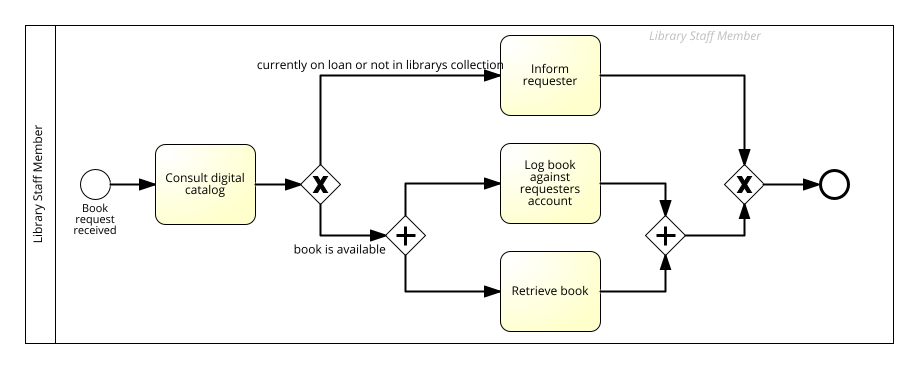 Library Staff Member
Library Staff Member
currently on loan or not in librarys collection
Inform
requester
Consult digital
catalog
Book
request
received
Log book
against
requesters
account
book is available
Retrieve book